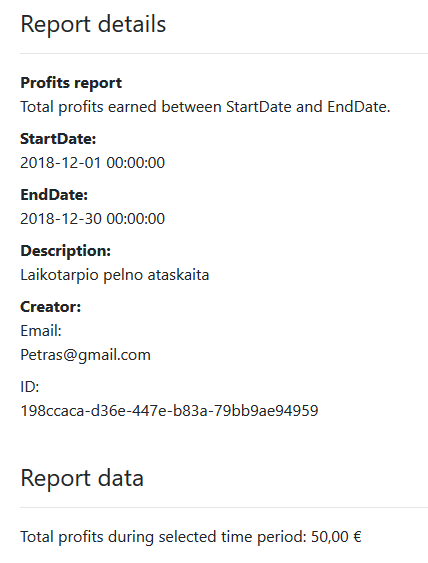 Report details
Profits report
Total profits earned between StartDate and EndDate.
StartDate:
2018-12-01 00:00:00
EndDate:
2018-12-30 00:00:00
Description:
Laikotarpio pelno ataskaita
Creator:
Email:
Petras@gmail.com
ID:
198ccaca-d36e-447e-b83a-79bb9ae94959
Report data
Total profits during selected time period: 50,00 €